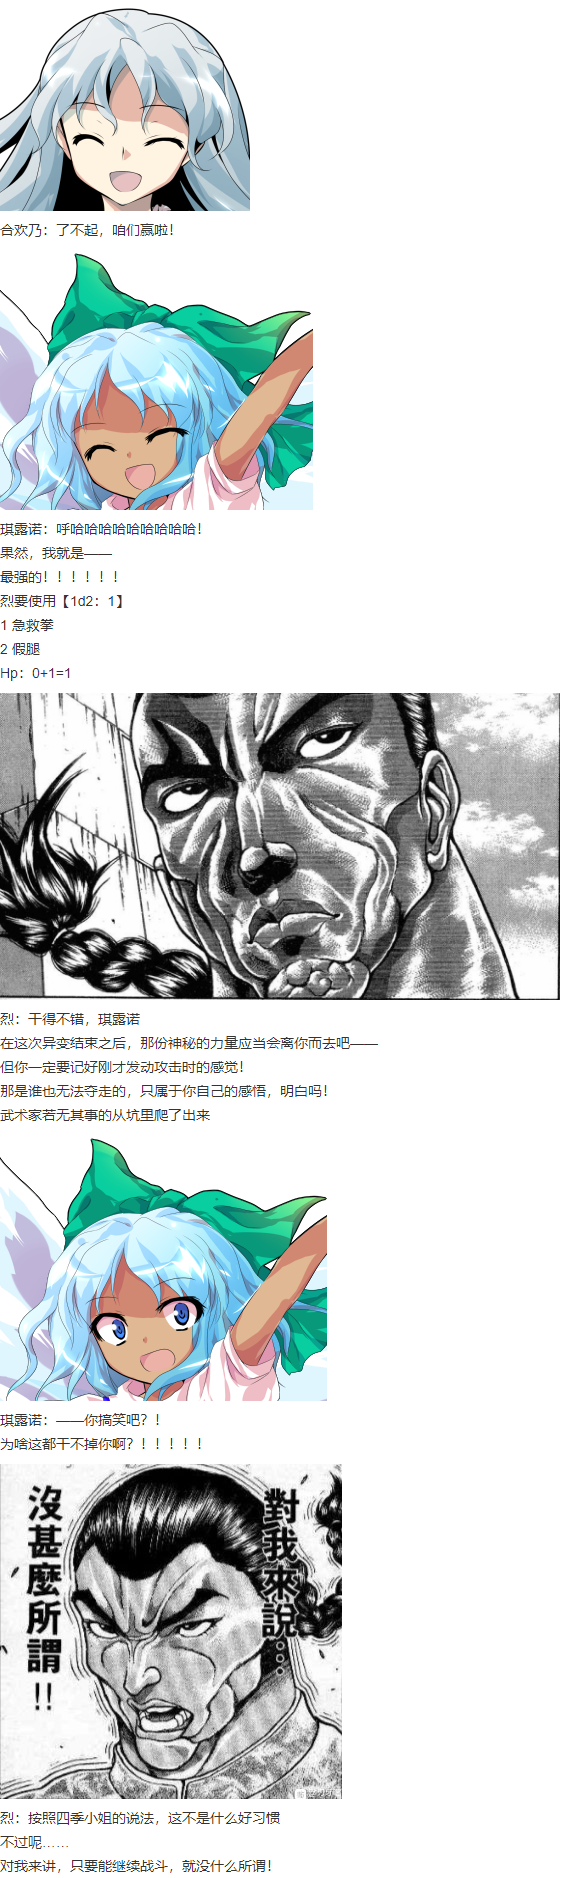 合欢乃：了不起，咱们赢啦！
琪露诺：呼哈哈哈哈哈哈哈哈哈！
果然，我就是——
最强的！！！！！！
烈要使用【1d2：1】
1 急救拳
2 假腿
Hp：0+1=1
烈：干得不错，琪露诺
在这次异变结束之后，那份神秘的力量应当会离你而去吧——
但你一定要记好刚才发动攻击时的感觉！
那是谁也无法夺走的，只属于你自己的感悟，明白吗！
武术家若无其事的从坑里爬了出来
琪露诺：——你搞笑吧？！
为啥这都干不掉你啊？！！！！！
對我來說…
沒甚麼所謂!!
烈：按照四季小姐的说法，这不是什么好习惯
不过呢……
对我来讲，只要能继续战斗，就没什么所谓！